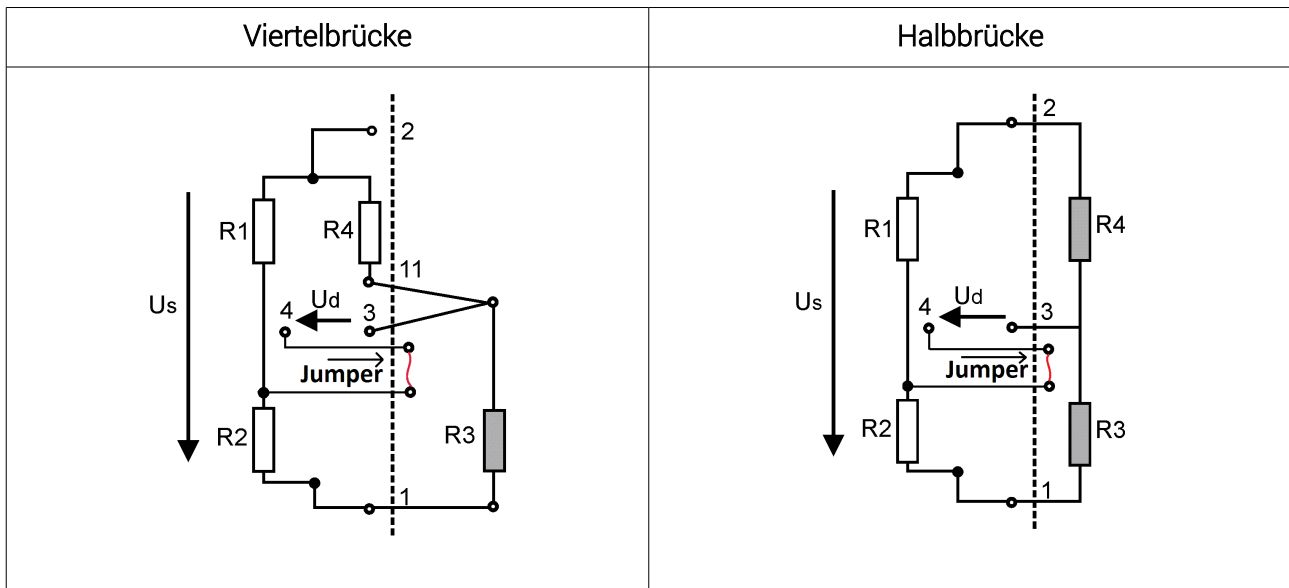 Viertelbrücke
Halbbrücke
2
R1
R4
11
Us
4
Ud
3
Jumper
R2
R3
1
2
R1
R4
Us
4
Ud
3
Jumper
R2
R3
1